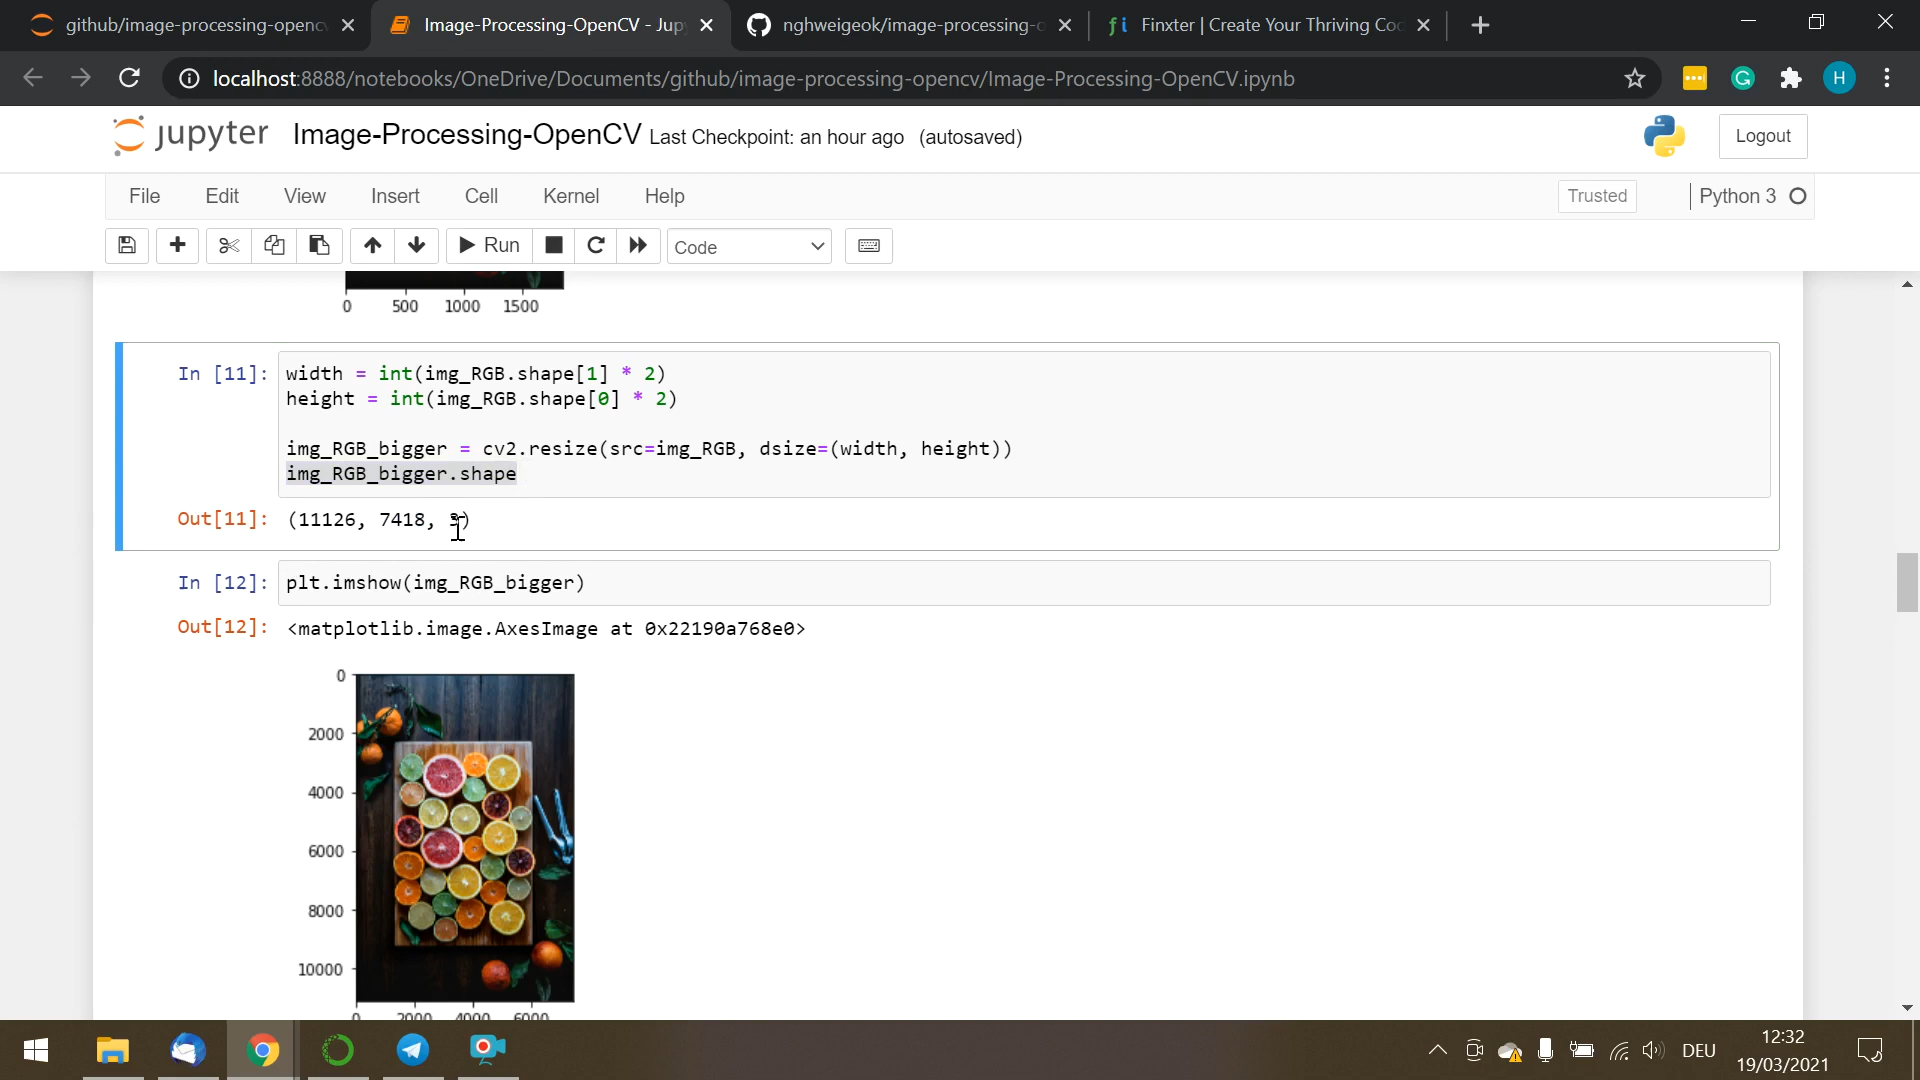 github/image-processing-openc
Image-Processing-OpenCV - Jup
nghweigeok/image-processing-o
Finxter | Create Your Thriving Coc
localhost:8888/notebooks/OneDrive/Documents/github/image-processing-opencv/Image-Processing-OpenCV.ipynb
G
H
jupyter Image-Processing-OpenCV Last Checkpoint: an hour ago (autosaved)
Logout
File Edit View Insert Cell Kernel Help
Trusted Python 3
Run Code
0 500 1000 1500
In [11]: width = int(img_RGB.shape[1] * 2)
height = int(img_RGB.shape[0] * 2)
img_RGB_bigger = cv2.resize(src=img_RGB, dsize=(width, height))
img_RGB_bigger.shape
Out[11]: (11126, 7418, 3)
In [12]: plt.imshow(img_RGB_bigger)
Out[12]: <matplotlib.image.AxesImage at 0x22190a768e0>
0
2000
4000
6000
8000
10000
0 2000 4000 6000
DEU
12:32
19/03/2021